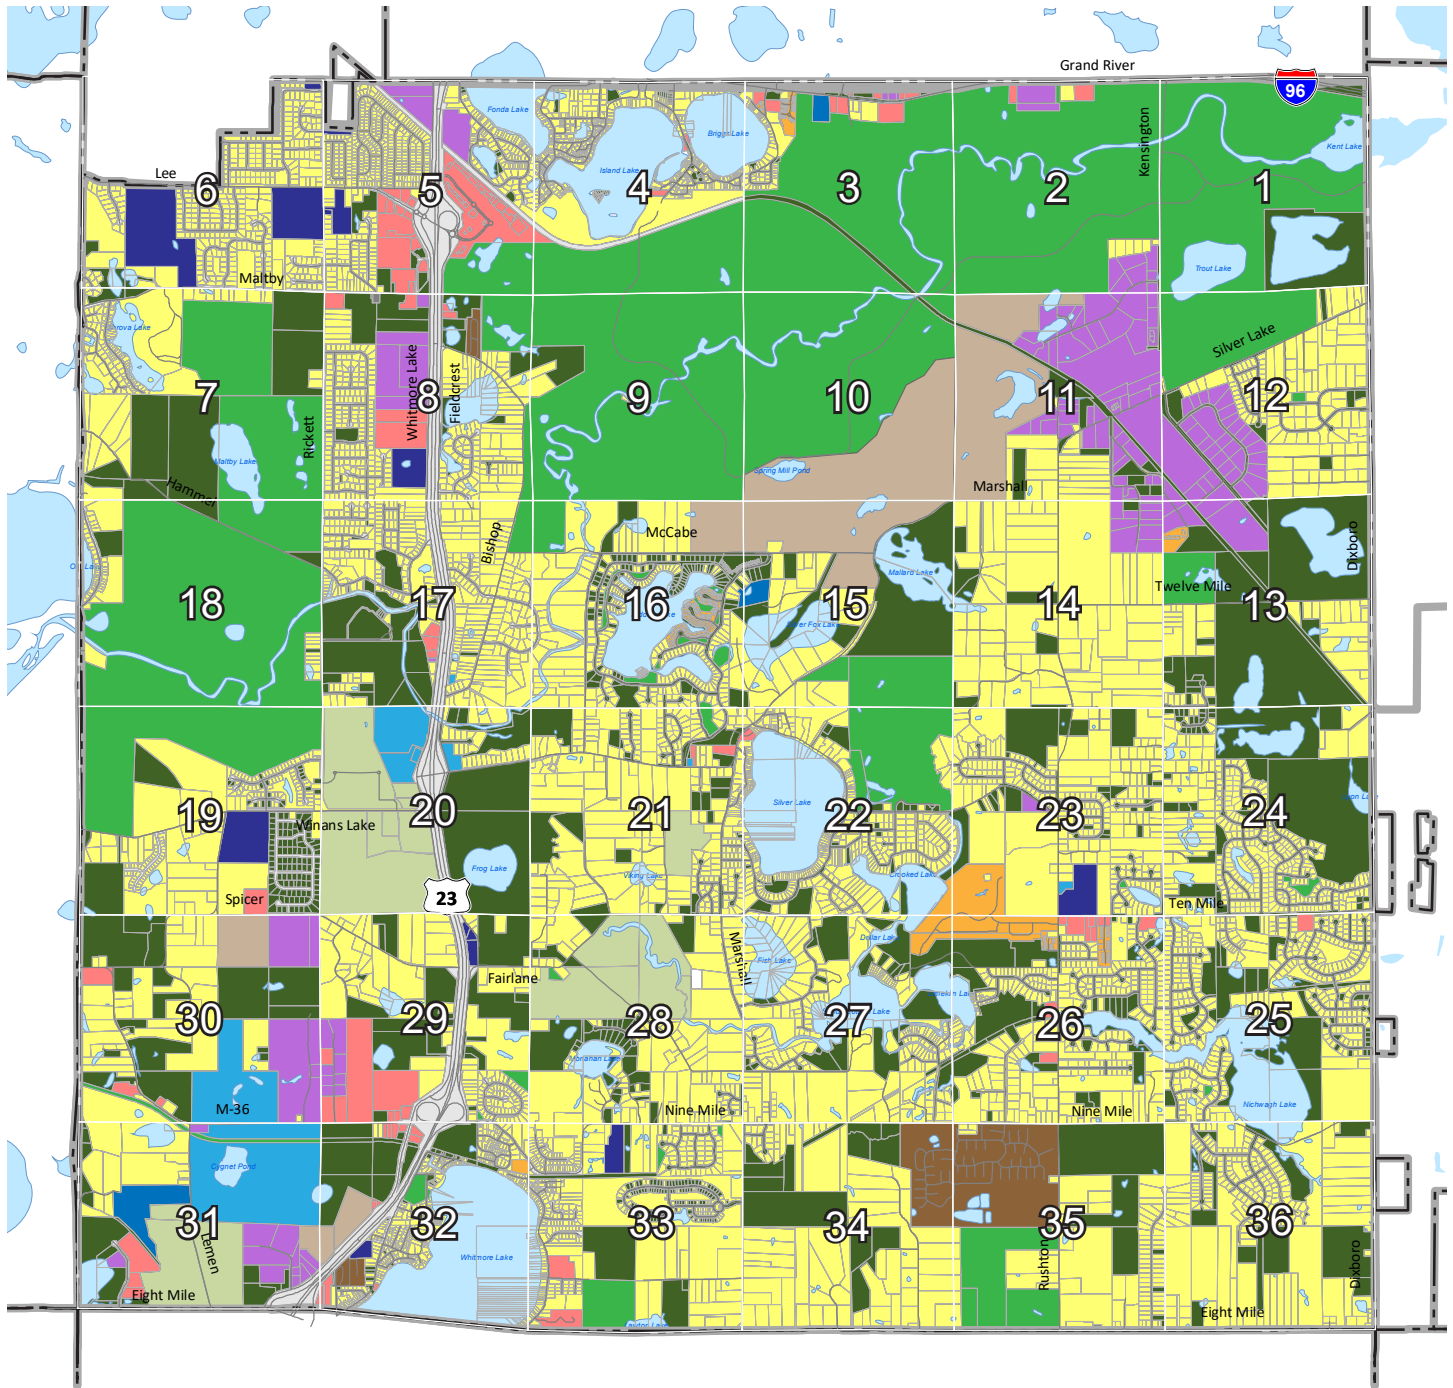 Grand River
96
Fonda Lake
Briggs Lake
Kensington
Kent Lake
Lee
Island Lake
6
5
4
3
2
1
Maltby
Trout Lake
Silver Lake
Whitmore Lake
Fieldcrest
7
8
9
10
11
12
Rickett
Maltby Lake
Spring Mill Pond
Hammel
Marshall
Bishop
McCabe
Dixboro
Mallard Lake
Twelve Mile
18
17
16
15
14
13
Silver Lake
19
20
21
22
23
24
Winans Lake
Frog Lake
Viking Lake
Crooked Lake
Spicer
23
Ten Mile
Marshall
Fish Lake
Fairlane
30
29
28
27
26
25
M-36
Nine Mile
Nine Mile
Nichwagh Lake
Cygnet Pond
31
32
33
34
35
36
Lemen
Whitmore Lake
Rushton
Dixboro
Eight Mile
Eight Mile